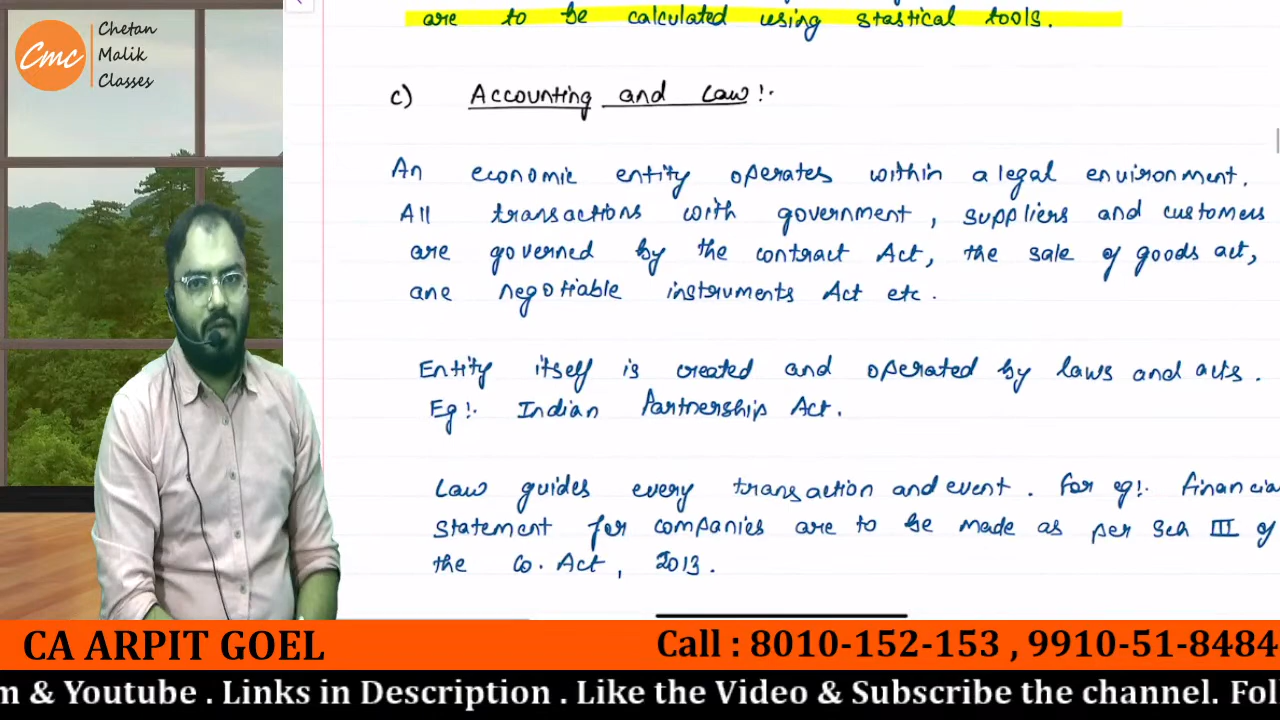 are to be calculated using stastical tools.
Cmc
Chetan
Malik
Classes
c) Accounting and Law :-
An economic entity operates within a legal environment.
All transactions with government, suppliers and customers
are governed by the contract Act, the sale of goods act,
ane negotiable instruments Act etc.
Entity itself is created and operated by laws and acts.
Eg:- Indian Partnership Act.
Law guides every transaction and event. For eg:- Financia
statement for companies are to be made as per Sch III of
the Co. Act, 2013.
CA ARPIT GOEL
Call : 8010-152-153 , 9910-51-8484
m & Youtube . Links in Description . Like the Video & Subscribe the channel. Fol